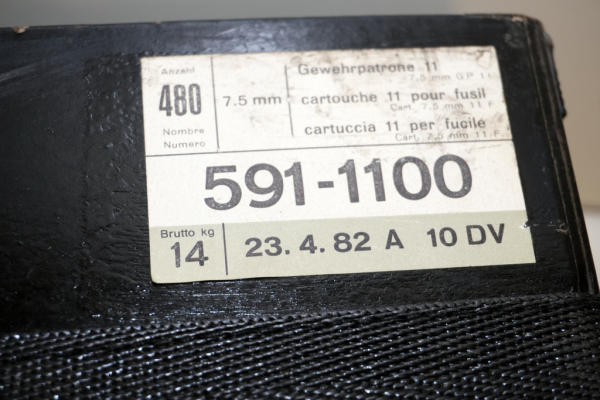 Anzahl
480
Nombre
Numero
7.5 mm
Gewehrpatrone 11
7,5 mm GP 11
cartouche 11 pour fusil
Cart. 7,5 mm 11 F
cartuccia 11 per fucile
Cart. 7,5 mm 11 F
591-1100
Brutto kg
14
23. 4. 82 A 10 DV